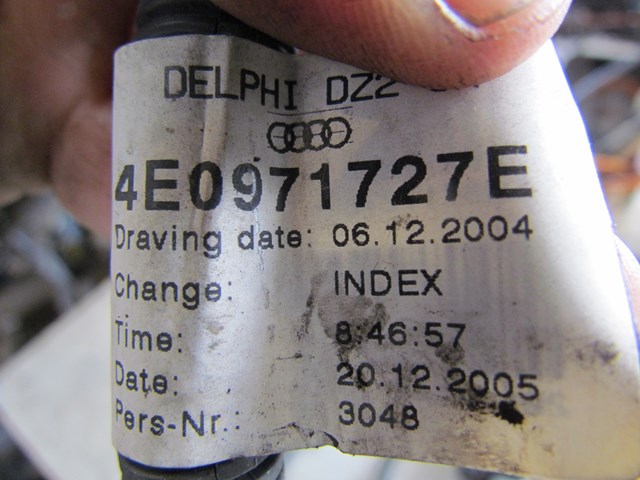 DELPHI DZ2
4E0971727E
Draving date: 06.12.2004
Change: INDEX
Time: 8:46:57
Date: 20.12.2005
Pers-Nr.: 3048